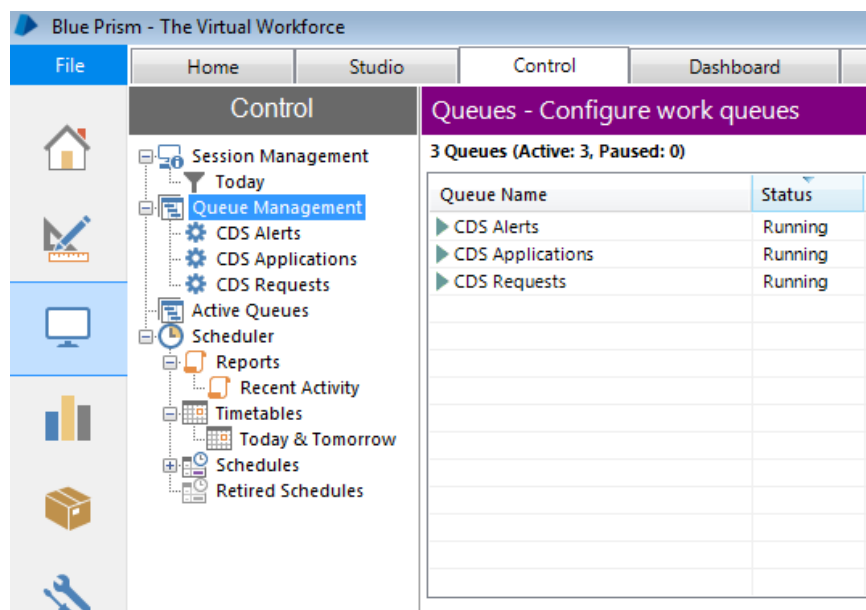 Blue Prism - The Virtual Workforce
File
Home
Studio
Control
Dashboard
Control
Session Management
Today
Queue Management
CDS Alerts
CDS Applications
CDS Requests
Active Queues
Scheduler
Reports
Recent Activity
Timetables
Today & Tomorrow
Schedules
Retired Schedules
Queues - Configure work queues
3 Queues (Active: 3, Paused: 0)
Queue Name Status
CDS Alerts Running
CDS Applications Running
CDS Requests Running